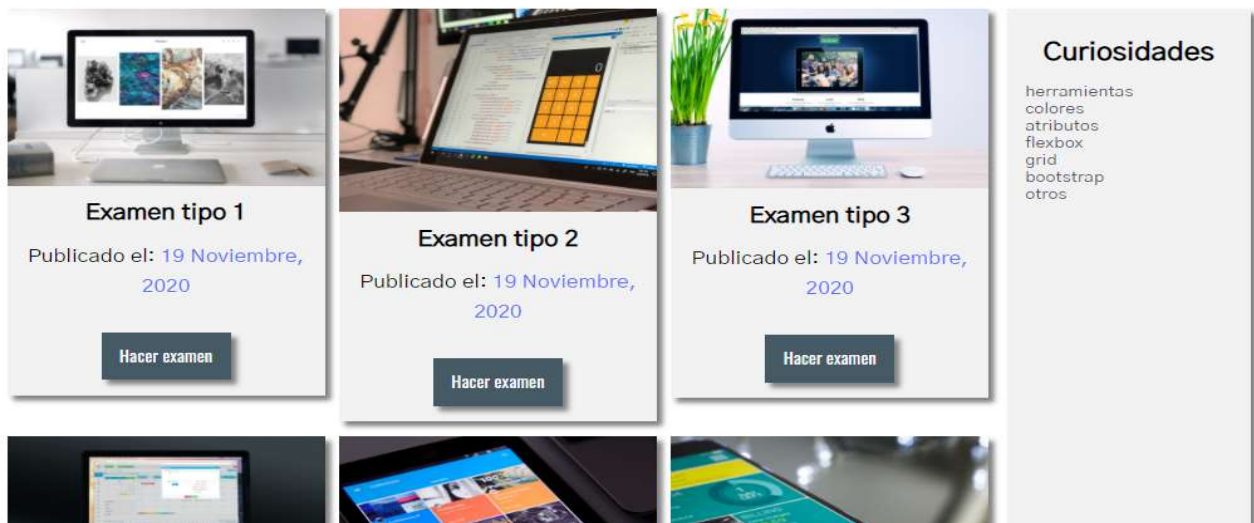 Examen tipo 1
Publicado el: 19 Noviembre,
2020
Hacer examen
Examen tipo 2
Publicado el: 19 Noviembre,
2020
Hacer examen
Examen tipo 3
Publicado el: 19 Noviembre,
2020
Hacer examen
Curiosidades
herramientas
colores
atributos
flexbox
grid
bootstrap
otros